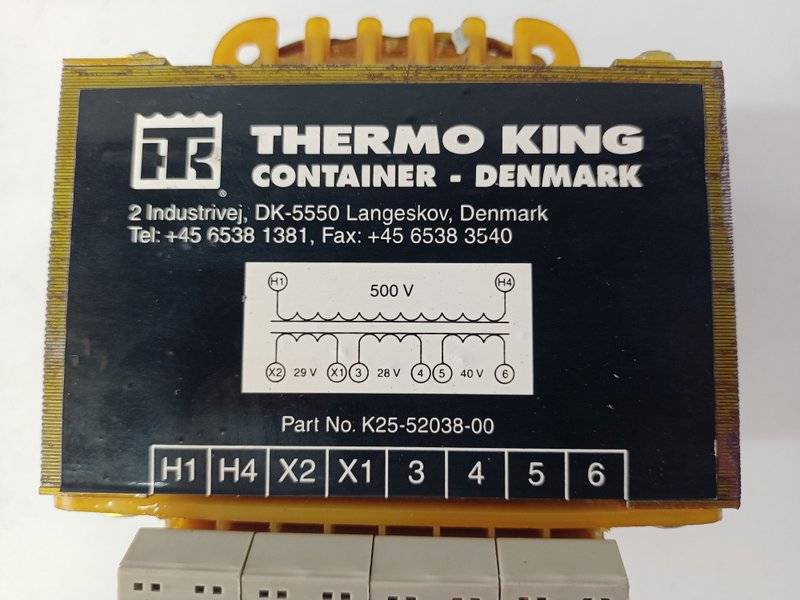 TK
®
THERMO KING
CONTAINER - DENMARK
2 Industrivej, DK-5550 Langeskov, Denmark
Tel: +45 6538 1381, Fax: +45 6538 3540
H1 500 V H4
X2 29 V X1 3 28 V 4 5 40 V 6
Part No. K25-52038-00
H1 H4 X2 X1 3 4 5 6